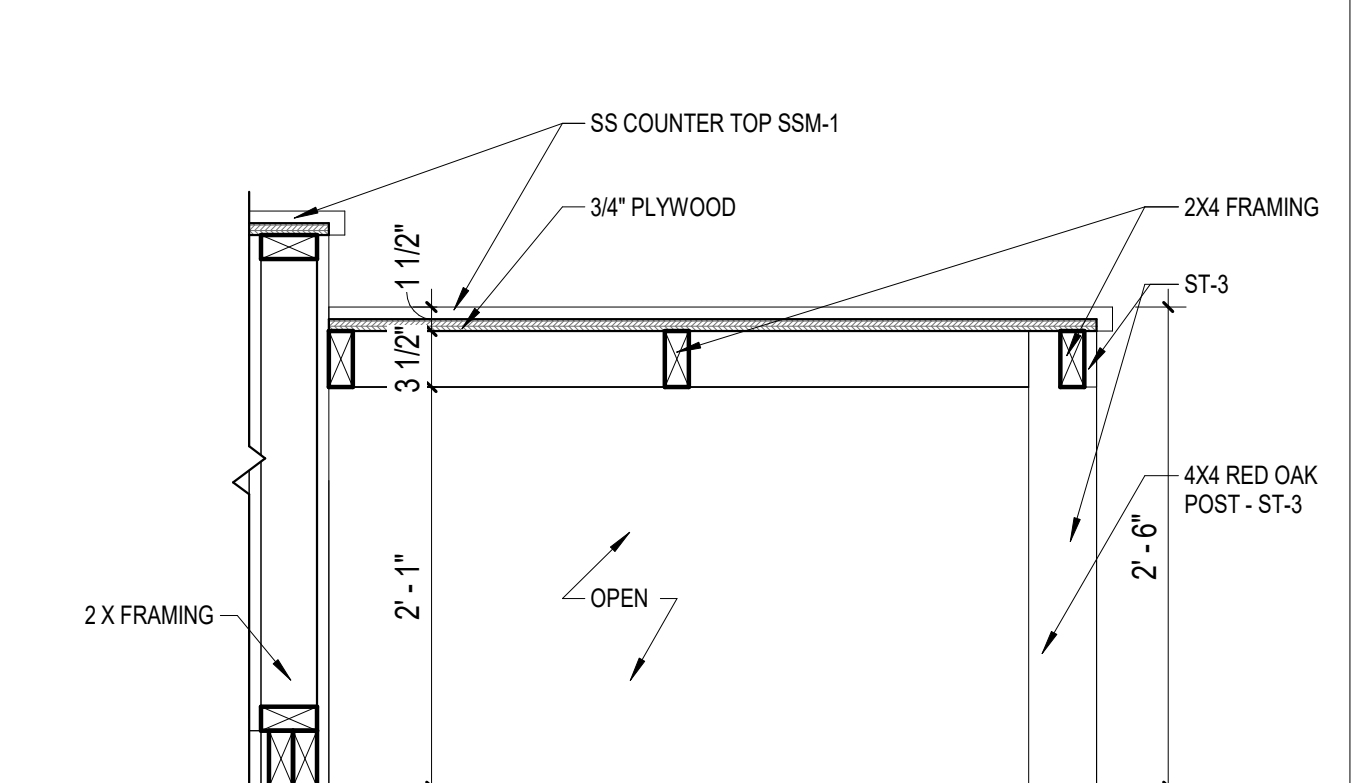 SS COUNTER TOP SSM-1
3/4" PLYWOOD
2X4 FRAMING
1 1/2"
ST-3
3 1/2"
4X4 RED OAK
POST - ST-3
2' - 6"
2' - 1"
OPEN
2 X FRAMING